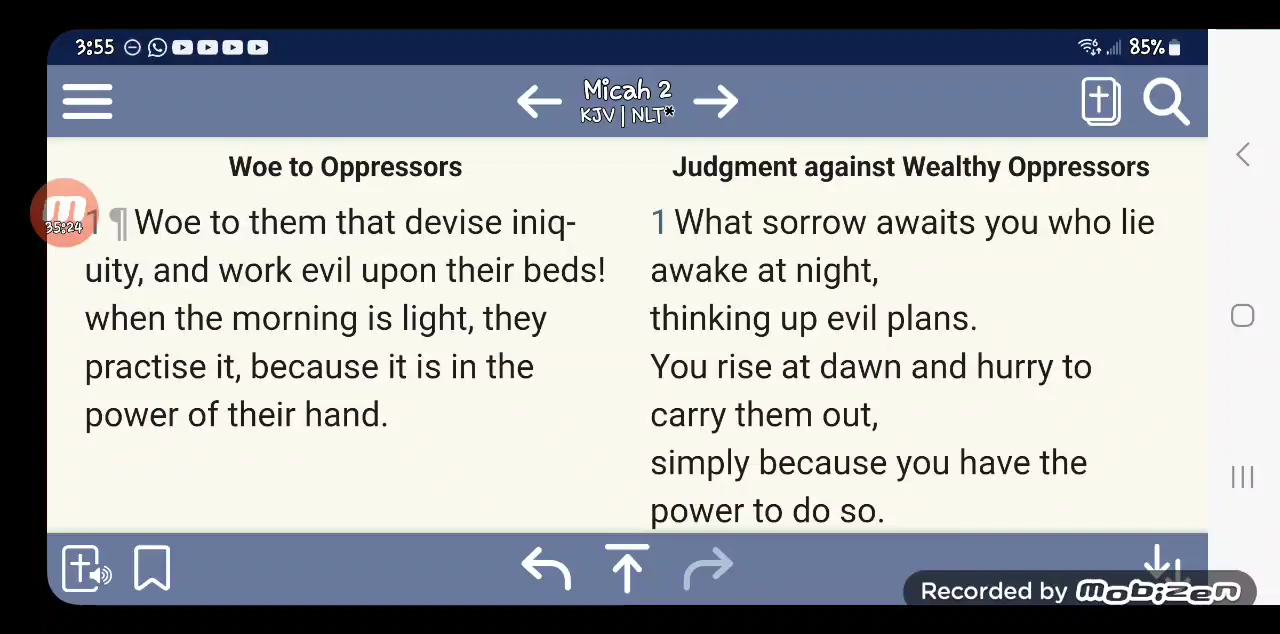 3:55
85%
Micah 2
KJV | NLT*
Woe to Oppressors
1 ¶ Woe to them that devise iniq-
uity, and work evil upon their beds!
when the morning is light, they
practise it, because it is in the
power of their hand.
Judgment against Wealthy Oppressors
1 What sorrow awaits you who lie
awake at night,
thinking up evil plans.
You rise at dawn and hurry to
carry them out,
simply because you have the
power to do so.
35:24
Recorded by mobizen